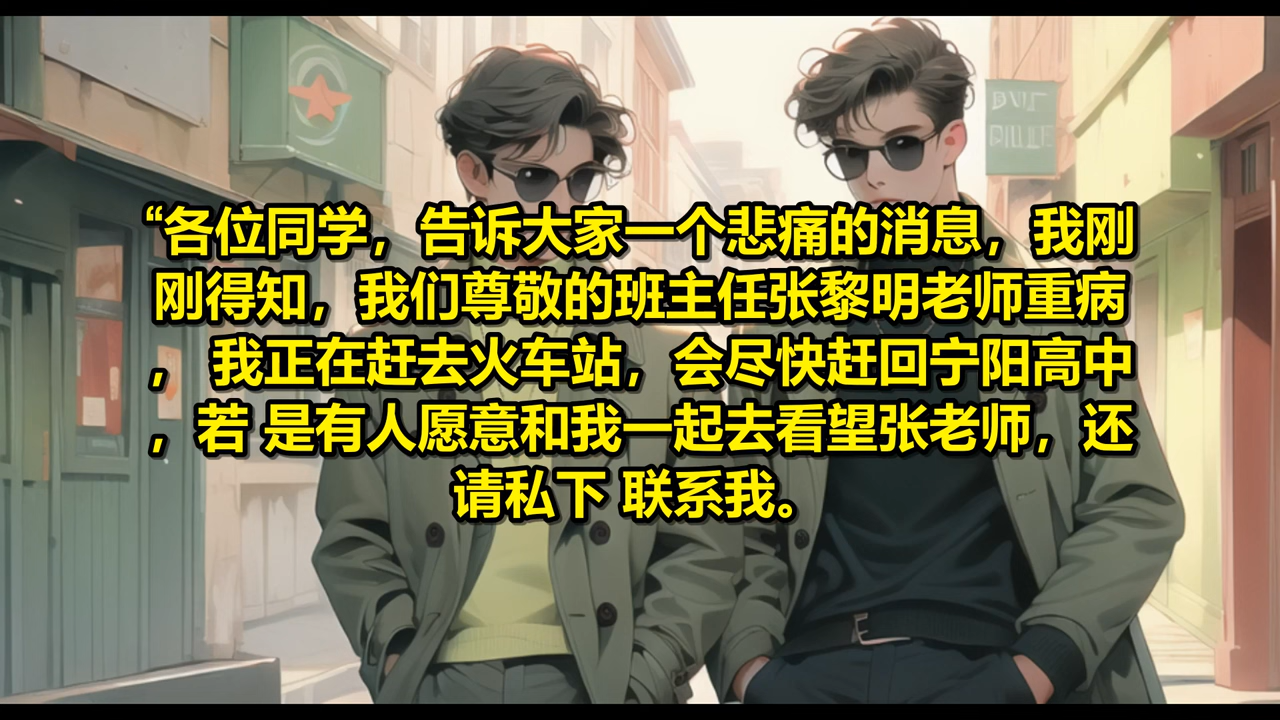 “各位同学，告诉大家一个悲痛的消息，我刚
刚得知，我们尊敬的班主任张黎明老师重病
， 我正在赶去火车站，会尽快赶回宁阳高中
，若 是有人愿意和我一起去看望张老师，还
请私下 联系我。